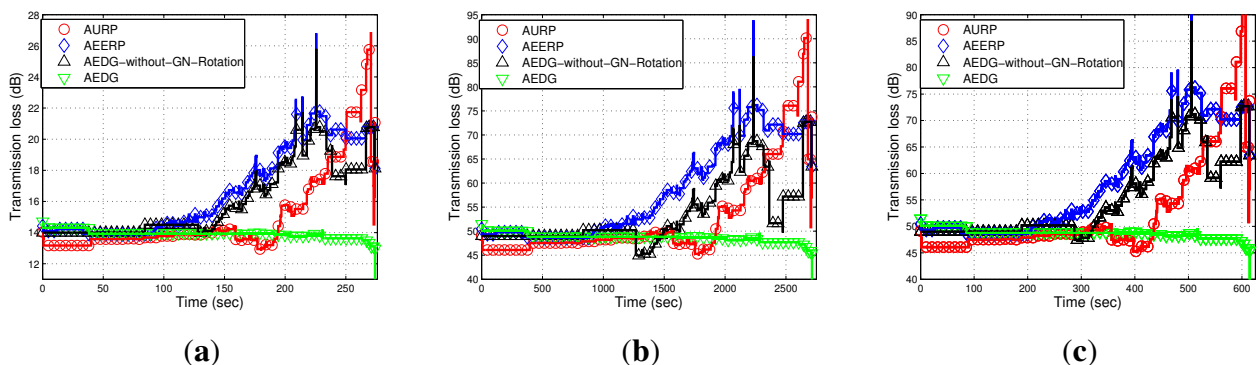 28
26
24
22
20
18
16
14
12
Transmission loss (dB)
AURP
AEERP
AEDG-without-GN-Rotation
AEDG
0
50
100
150
200
250
Time (sec)
(a)
95
90
85
80
75
70
65
60
55
50
45
40
Transmission loss (dB)
AURP
AEERP
AEDG-without-GN-Rotation
AEDG
0
500
1000
1500
2000
2500
Time (sec)
(b)
90
85
80
75
70
65
60
55
50
45
40
Transmission loss (dB)
AURP
AEERP
AEDG-without-GN-Rotation
AEDG
0
100
200
300
400
500
600
Time (sec)
(c)